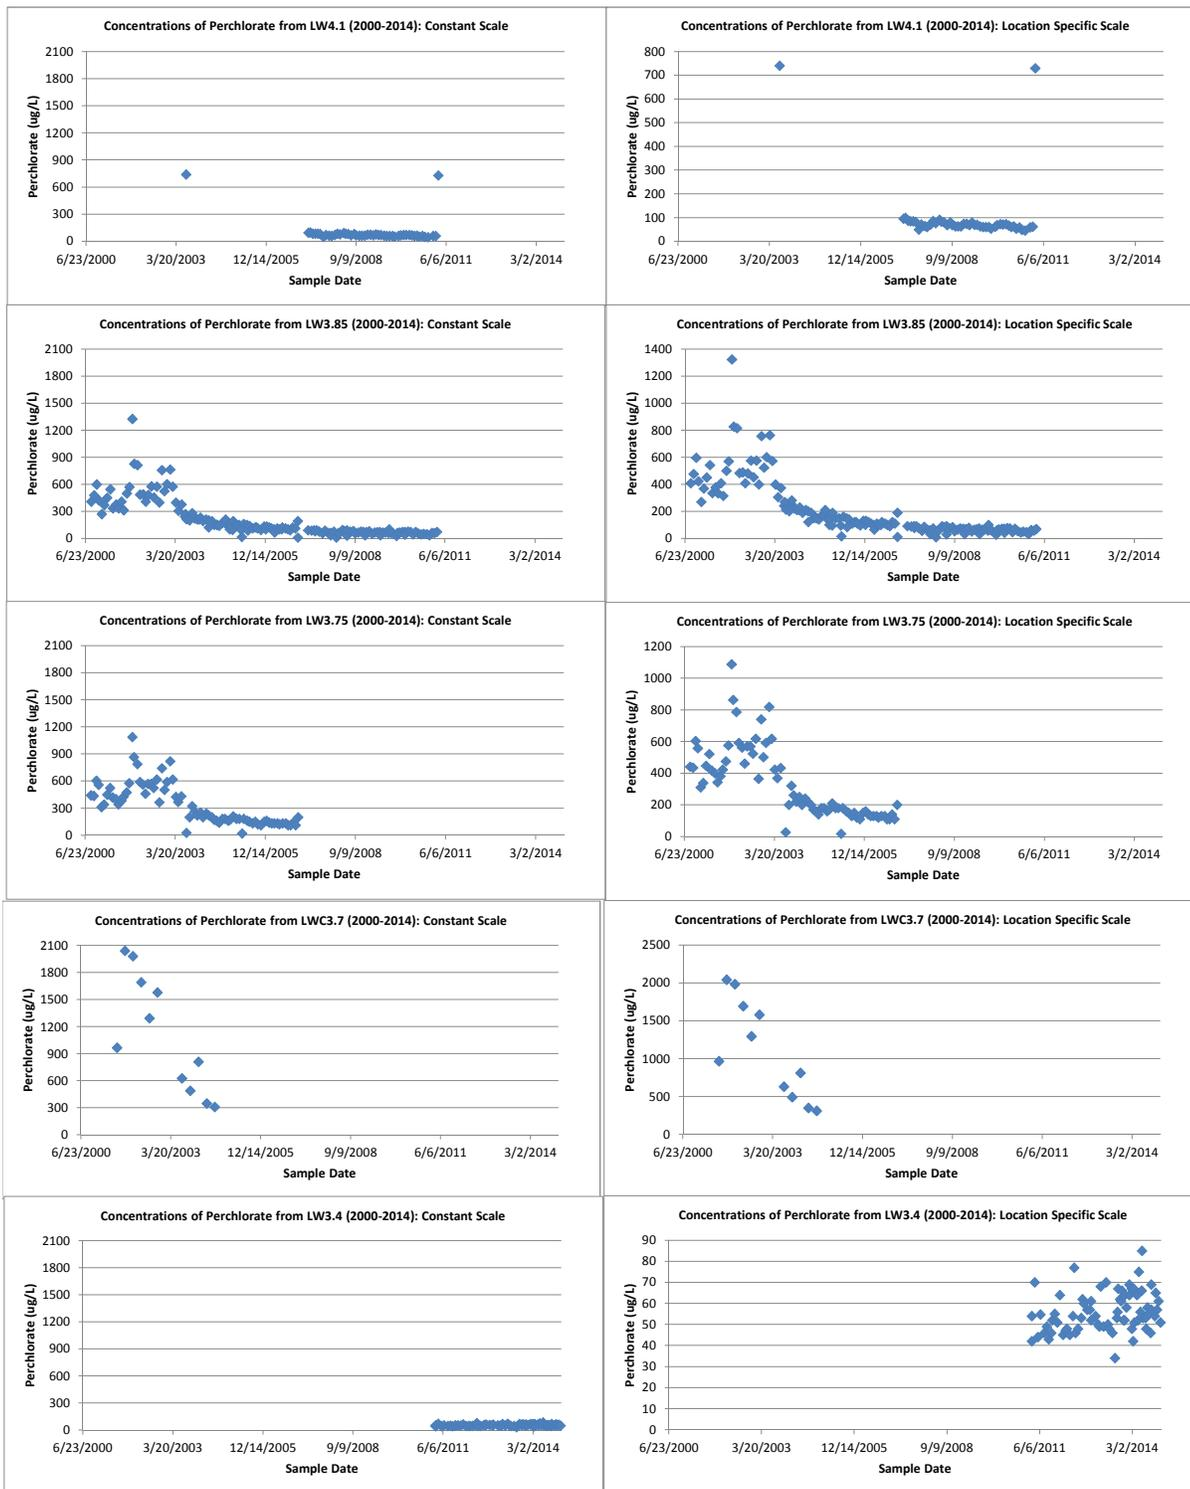 Concentrations of Perchlorate from LW4.1 (2000-2014): Constant Scale
Perchlorate (ug/L)
2100
1800
1500
1200
900
600
300
0
6/23/2000 3/20/2003 12/14/2005 9/9/2008 6/6/2011 3/2/2014
Sample Date
Concentrations of Perchlorate from LW4.1 (2000-2014): Location Specific Scale
Perchlorate (ug/L)
800
700
600
500
400
300
200
100
0
6/23/2000 3/20/2003 12/14/2005 9/9/2008 6/6/2011 3/2/2014
Sample Date
Concentrations of Perchlorate from LW3.85 (2000-2014): Constant Scale
Perchlorate (ug/L)
2100
1800
1500
1200
900
600
300
0
6/23/2000 3/20/2003 12/14/2005 9/9/2008 6/6/2011 3/2/2014
Sample Date
Concentrations of Perchlorate from LW3.85 (2000-2014): Location Specific Scale
Perchlorate (ug/L)
1400
1200
1000
800
600
400
200
0
6/23/2000 3/20/2003 12/14/2005 9/9/2008 6/6/2011 3/2/2014
Sample Date
Concentrations of Perchlorate from LW3.75 (2000-2014): Constant Scale
Perchlorate (ug/L)
2100
1800
1500
1200
900
600
300
0
6/23/2000 3/20/2003 12/14/2005 9/9/2008 6/6/2011 3/2/2014
Sample Date
Concentrations of Perchlorate from LW3.75 (2000-2014): Location Specific Scale
Perchlorate (ug/L)
1200
1000
800
600
400
200
0
6/23/2000 3/20/2003 12/14/2005 9/9/2008 6/6/2011 3/2/2014
Sample Date
Concentrations of Perchlorate from LWC3.7 (2000-2014): Constant Scale
Perchlorate (ug/L)
2100
1800
1500
1200
900
600
300
0
6/23/2000 3/20/2003 12/14/2005 9/9/2008 6/6/2011 3/2/2014
Sample Date
Concentrations of Perchlorate from LWC3.7 (2000-2014): Location Specific Scale
Perchlorate (ug/L)
2500
2000
1500
1000
500
0
6/23/2000 3/20/2003 12/14/2005 9/9/2008 6/6/2011 3/2/2014
Sample Date
Concentrations of Perchlorate from LW3.4 (2000-2014): Constant Scale
Perchlorate (ug/L)
2100
1800
1500
1200
900
600
300
0
6/23/2000 3/20/2003 12/14/2005 9/9/2008 6/6/2011 3/2/2014
Sample Date
Concentrations of Perchlorate from LW3.4 (2000-2014): Location Specific Scale
Perchlorate (ug/L)
90
80
70
60
50
40
30
20
10
0
6/23/2000 3/20/2003 12/14/2005 9/9/2008 6/6/2011 3/2/2014
Sample Date